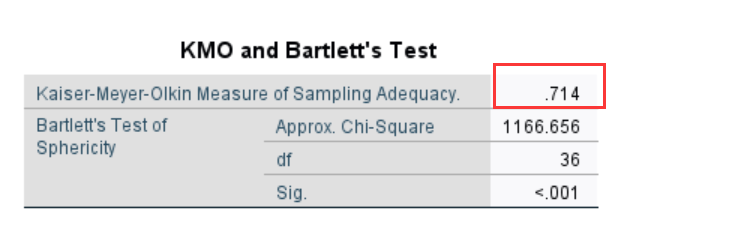 KMO and Bartlett's Test
Kaiser-Meyer-Olkin Measure of Sampling Adequacy. .714
Bartlett's Test of Sphericity Approx. Chi-Square 1166.656
df 36
Sig. <.001